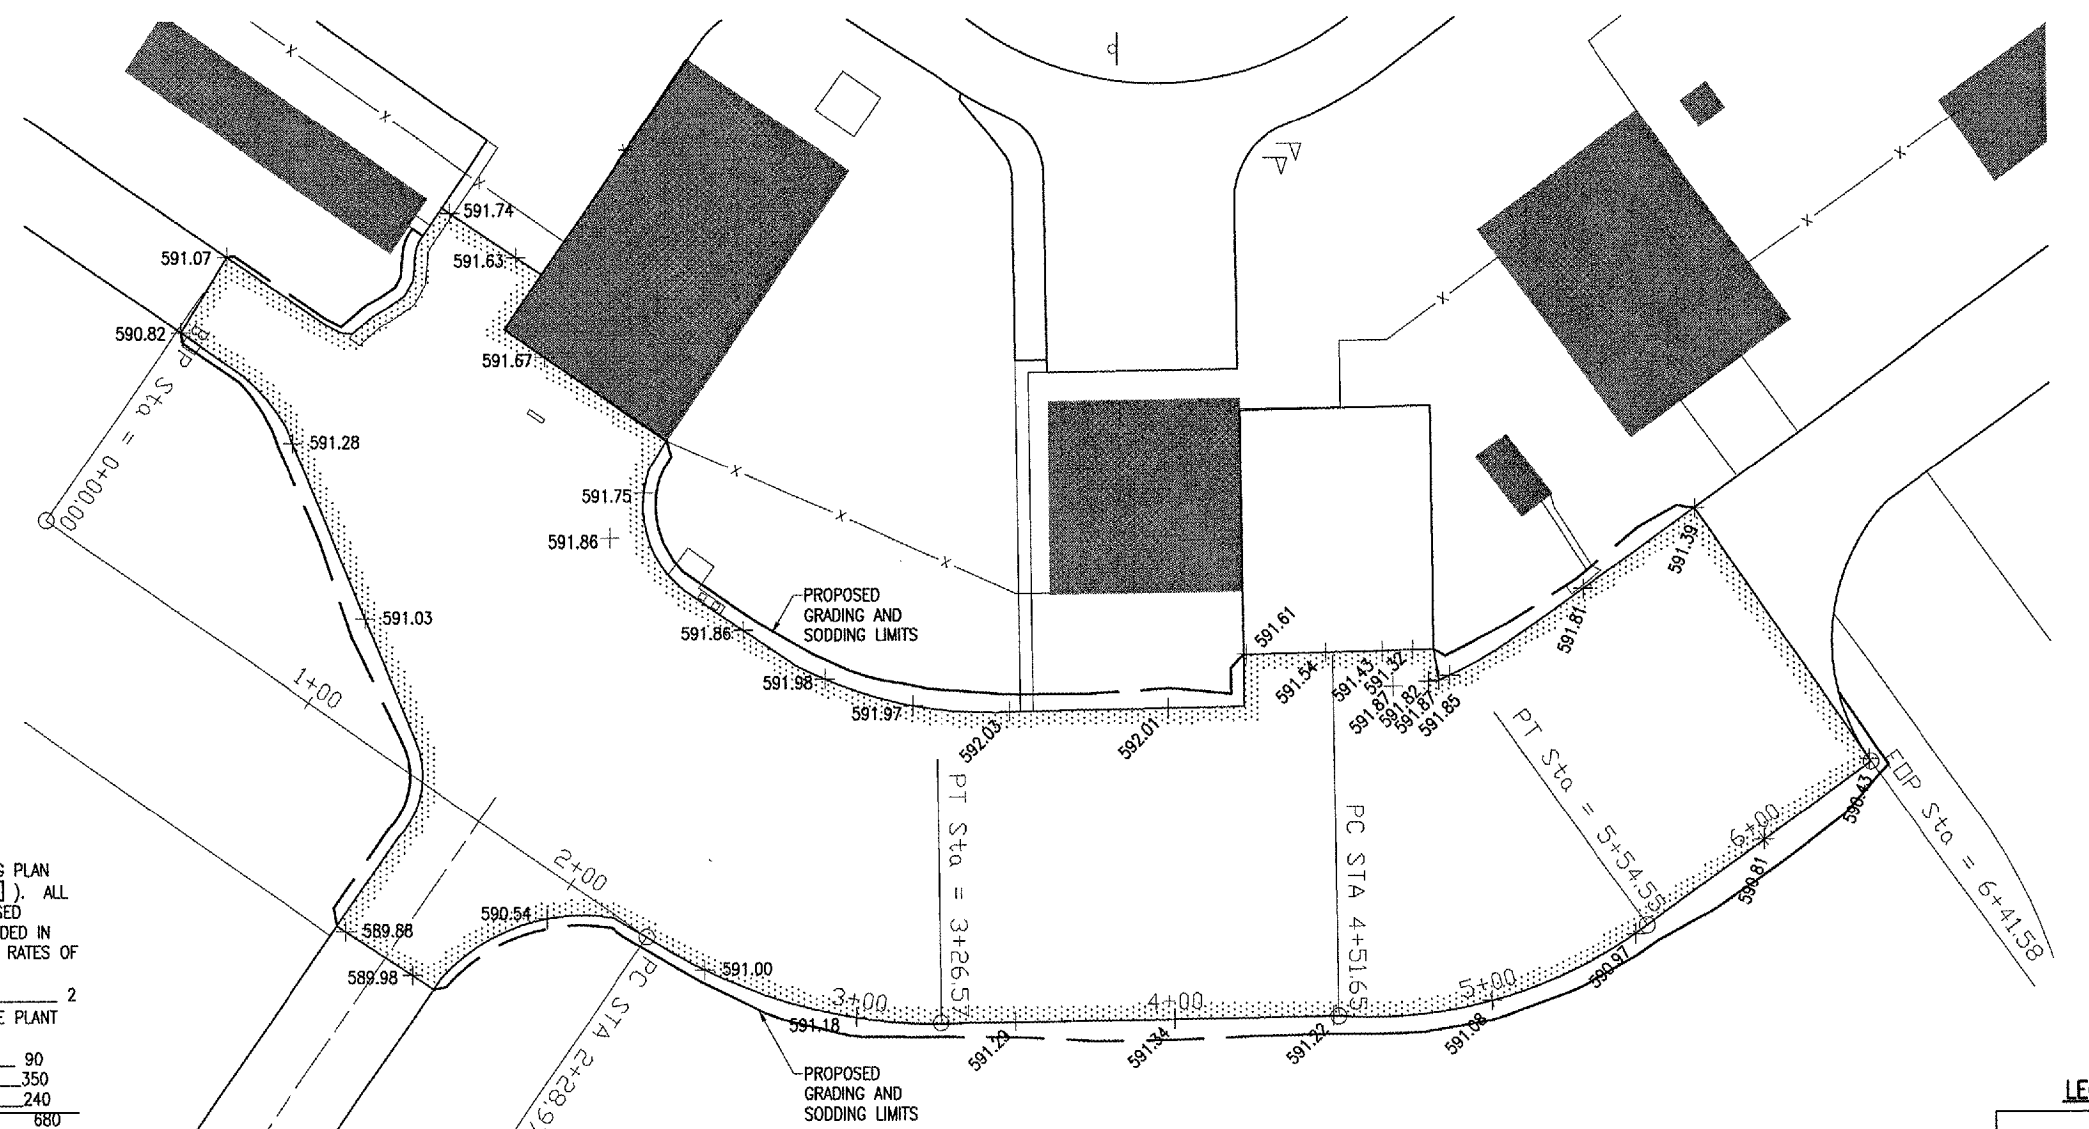 591.74
591.07
591.63
590.82
BOP Sta = 0+00.00
591.67
591.28
591.75
591.86
591.39
PROPOSED
GRADING AND
SODDING LIMITS
591.03
591.86
591.61
591.81
591.98
591.54
591.43
591.32
591.87
591.82
591.87
591.85
1+00
591.97
592.03
592.01
PT Sta = 3+26.57
PC STA 4+51.65
PT Sta = 5+54.55
EOP Sta = 6+41.58
590.43
6+00
590.81
2+00
G PLAN
). ALL
SED
DED IN
RATES OF
2
E PLANT
90
350
240
680
590.54
589.88
589.98
PC STA 2+28.9
591.00
3+00
4+00
5+00
590.97
591.18
591.29
591.34
591.22
591.08
PROPOSED
GRADING AND
SODDING LIMITS
LE